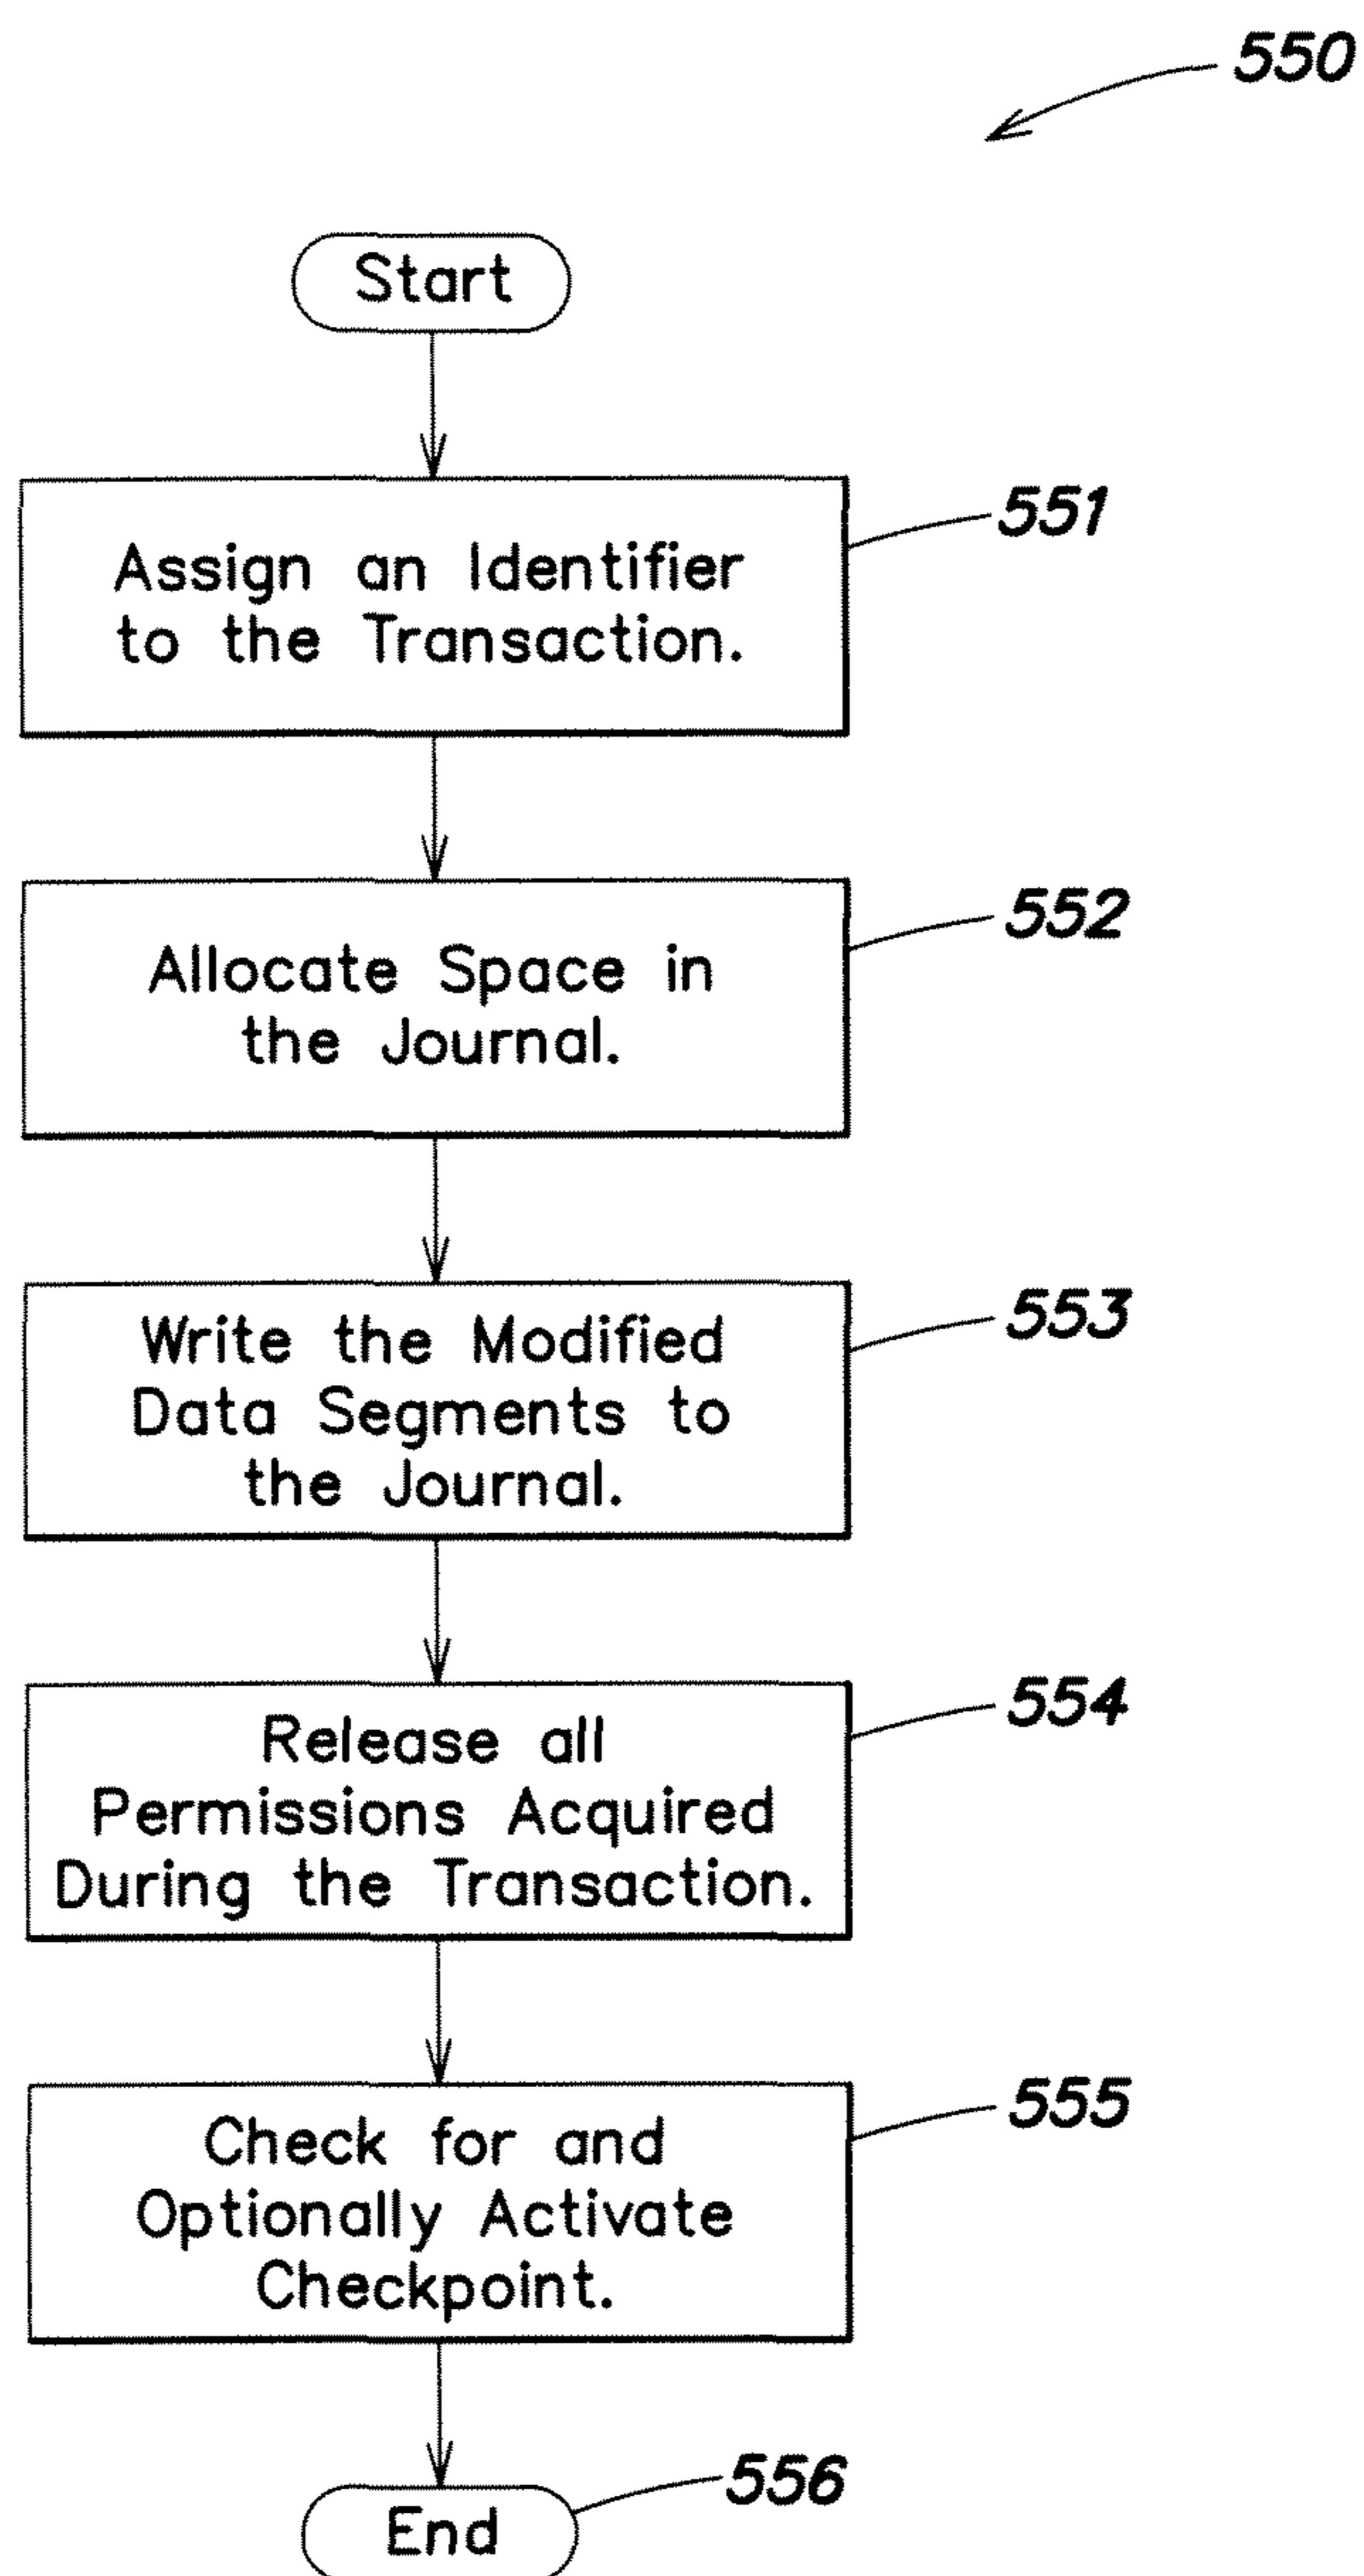 550
Start
551
Assign an Identifier
to the Transaction.
552
Allocate Space in
the Journal.
553
Write the Modified
Data Segments to
the Journal.
554
Release all
Permissions Acquired
During the Transaction.
555
Check for and
Optionally Activate
Checkpoint.
556
End